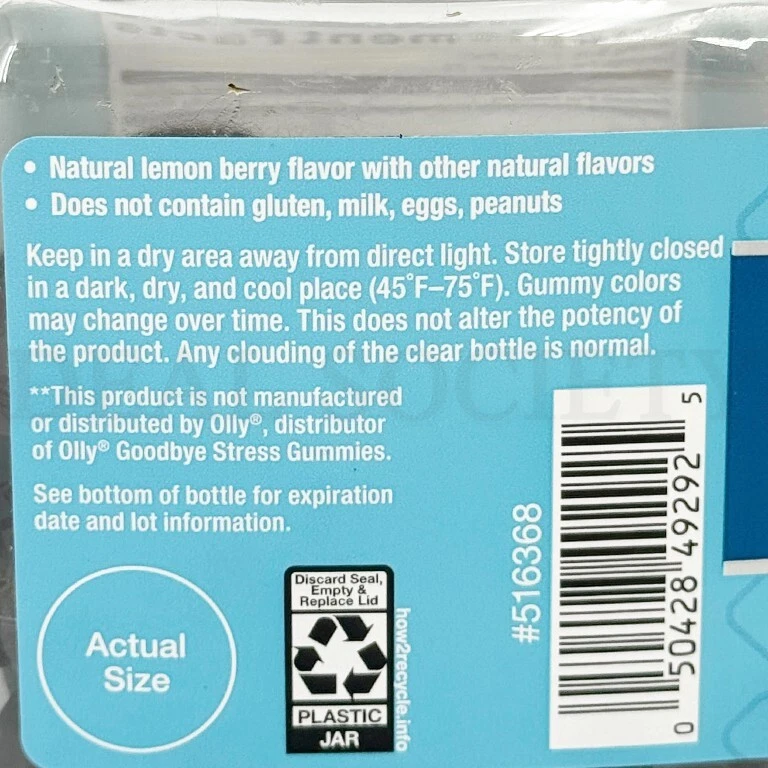 • Natural lemon berry flavor with other natural flavors
• Does not contain gluten, milk, eggs, peanuts
Keep in a dry area away from direct light. Store tightly closed
in a dark, dry, and cool place (45°F–75°F). Gummy colors
may change over time. This does not alter the potency of
the product. Any clouding of the clear bottle is normal.
**This product is not manufactured
or distributed by Olly®, distributor
of Olly® Goodbye Stress Gummies.
See bottom of bottle for expiration
date and lot information.
Actual
Size
Discard Seal,
Empty &
Replace Lid
PLASTIC
JAR
how2recycle.info
#516368
0 50428 49292 5
SOCIETY